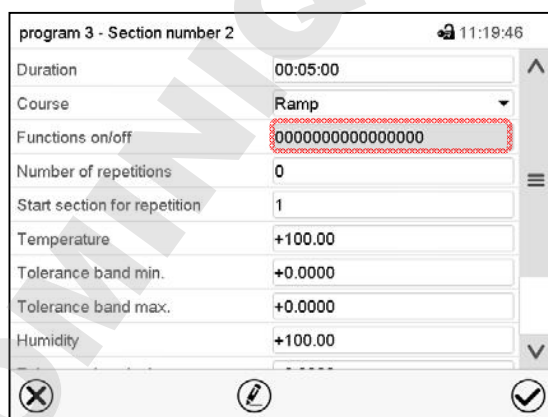 program 3 - Section number 2 11:19:46
Duration 00:05:00
Course Ramp
Functions on/off 0000000000000000
Number of repetitions 0
Start section for repetition 1
Temperature +100.00
Tolerance band min. +0.0000
Tolerance band max. +0.0000
Humidity +100.00